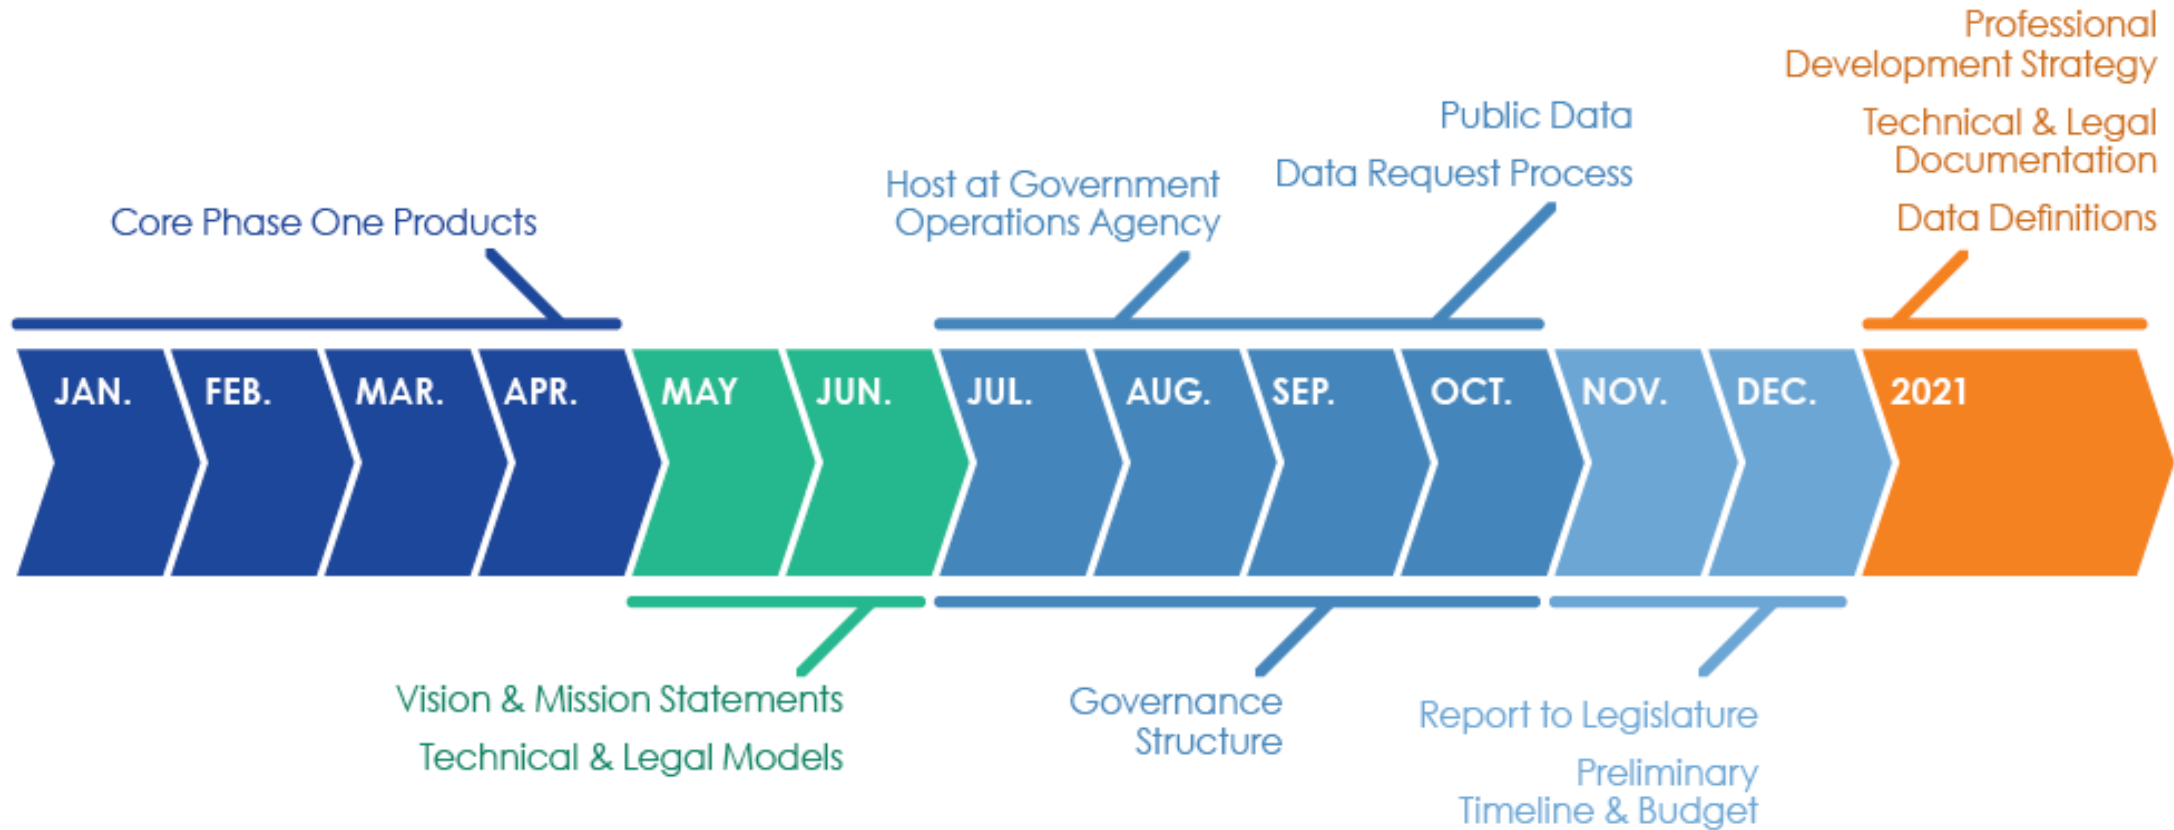 Professional
Development Strategy
Technical & Legal
Documentation
Data Definitions
Public Data
Data Request Process
Host at Government
Operations Agency
Core Phase One Products
JAN.
FEB.
MAR.
APR.
MAY
JUN.
JUL.
AUG.
SEP.
OCT.
NOV.
DEC.
2021
Vision & Mission Statements
Technical & Legal Models
Governance
Structure
Report to Legislature
Preliminary
Timeline & Budget